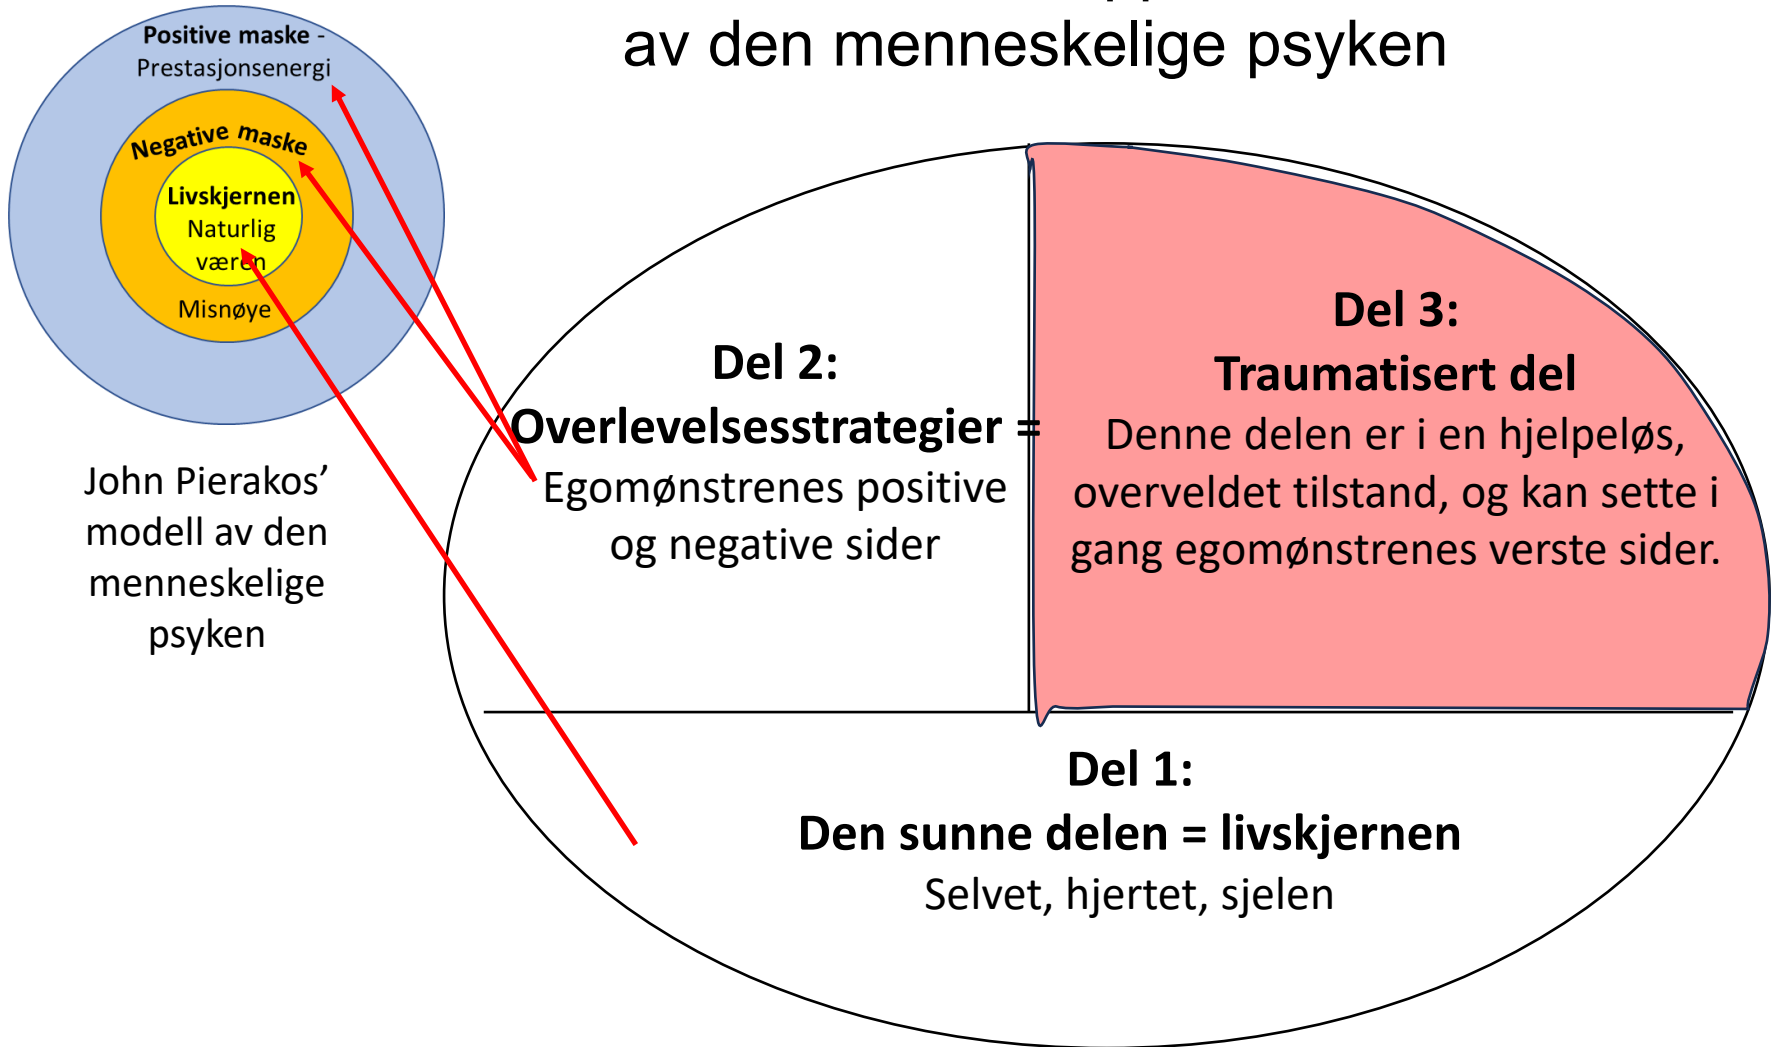 av den menneskelige psyken
Positive maske -
Prestasjonsenergi
Negative maske
Livskjernen
Naturlig
væren
Misnøye
John Pierakos’
modell av den
menneskelige
psyken
Del 2:
Overlevelsesstrategier =
Egomønstrenes positive
og negative sider
Del 3:
Traumatisert del
Denne delen er i en hjelpeløs,
overveldet tilstand, og kan sette i
gang egomønstrenes verste sider.
Del 1:
Den sunne delen = livskjernen
Selvet, hjertet, sjelen